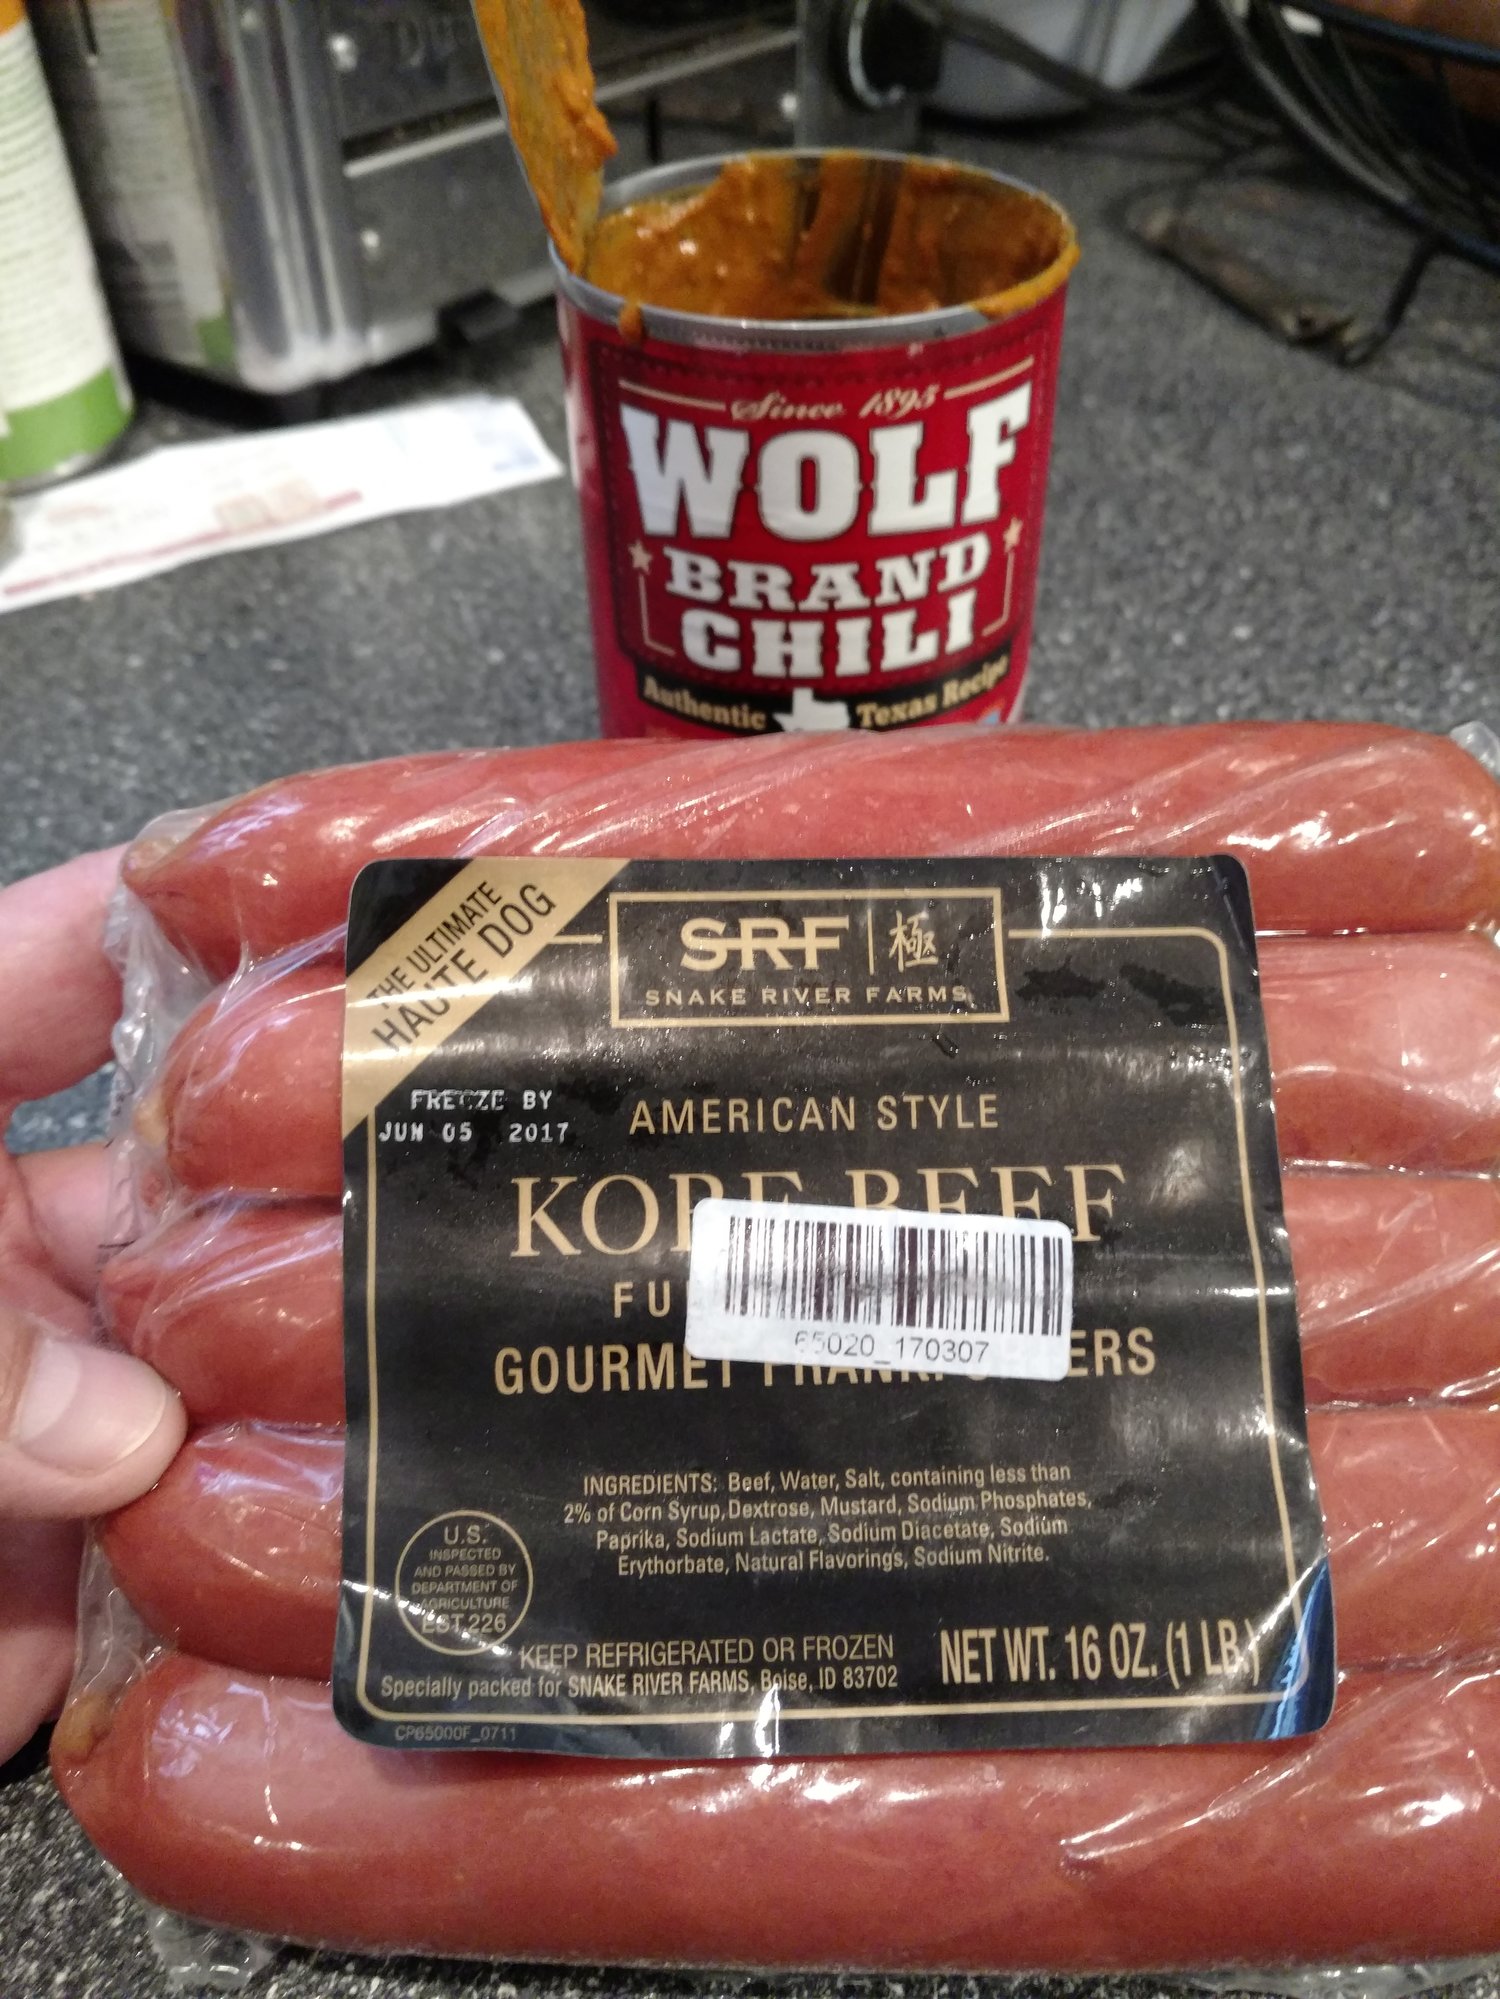 Since 1895
WOLF
BRAND
CHILI
Authentic Texas Recipe
THE ULTIMATE
HAUTE DOG
SRF 極
SNAKE RIVER FARMS
FREEZE BY
JUN 05 2017
AMERICAN STYLE
KOBE BEEF
FU
65020_170307
GOURMET FRANKFURTERS
INGREDIENTS: Beef, Water, Salt, containing less than
2% of Corn Syrup, Dextrose, Mustard, Sodium Phosphates,
Paprika, Sodium Lactate, Sodium Diacetate, Sodium
Erythorbate, Natural Flavorings, Sodium Nitrite.
U.S.
INSPECTED
AND PASSED BY
DEPARTMENT OF
AGRICULTURE
EST.226
KEEP REFRIGERATED OR FROZEN
Specially packed for SNAKE RIVER FARMS, Boise, ID 83702
NET WT. 16 OZ. (1 LB.)
CP65000F_0711